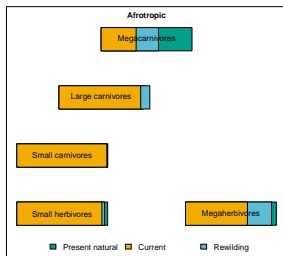 Afrotropic
Megacarnivores
Large carnivores
Small carnivores
Small herbivores Megaherbivores
Present natural Current Rewilding